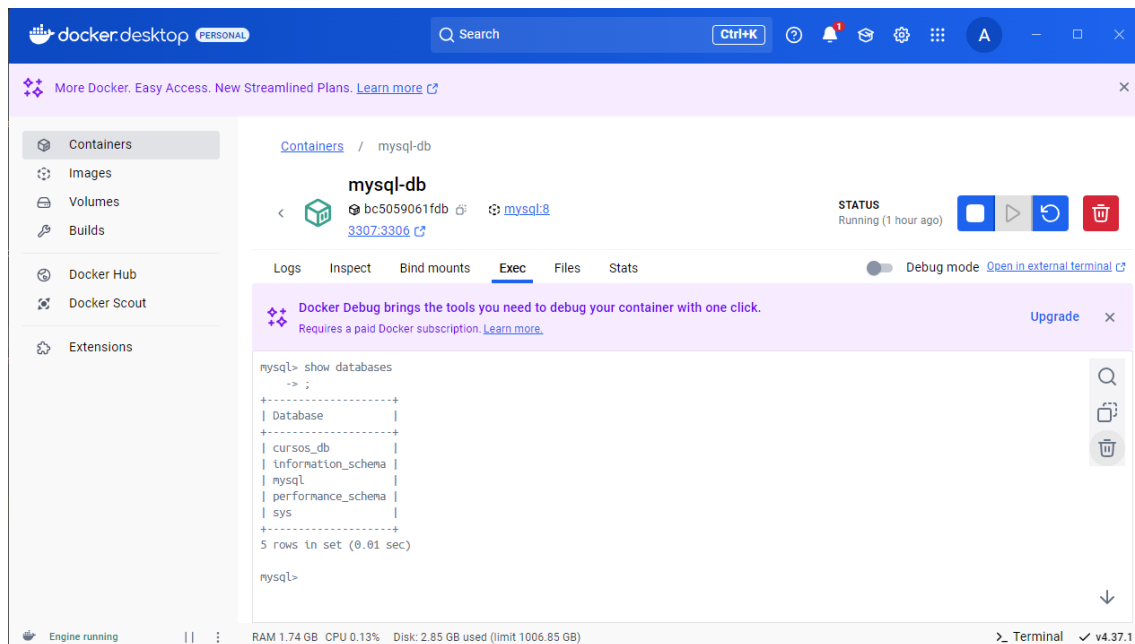 docker.desktop PERSONAL Search Ctrl+K 1 A
More Docker. Easy Access. New Streamlined Plans. Learn more
Containers
Images
Volumes
Builds
Docker Hub
Docker Scout
Extensions
Containers / mysql-db
mysql-db
bc5059061fdb mysql:8
3307:3306
STATUS
Running (1 hour ago)
Logs Inspect Bind mounts Exec Files Stats Debug mode Open in external terminal
Docker Debug brings the tools you need to debug your container with one click.
Requires a paid Docker subscription. Learn more.
Upgrade
mysql> show databases
    -> ;
+--------------------+
| Database           |
+--------------------+
| cursos_db          |
| information_schema |
| mysql              |
| performance_schema |
| sys                |
+--------------------+
5 rows in set (0.01 sec)
mysql>
Engine running RAM 1.74 GB CPU 0.13% Disk: 2.85 GB used (limit 1006.85 GB) >_ Terminal v4.37.1